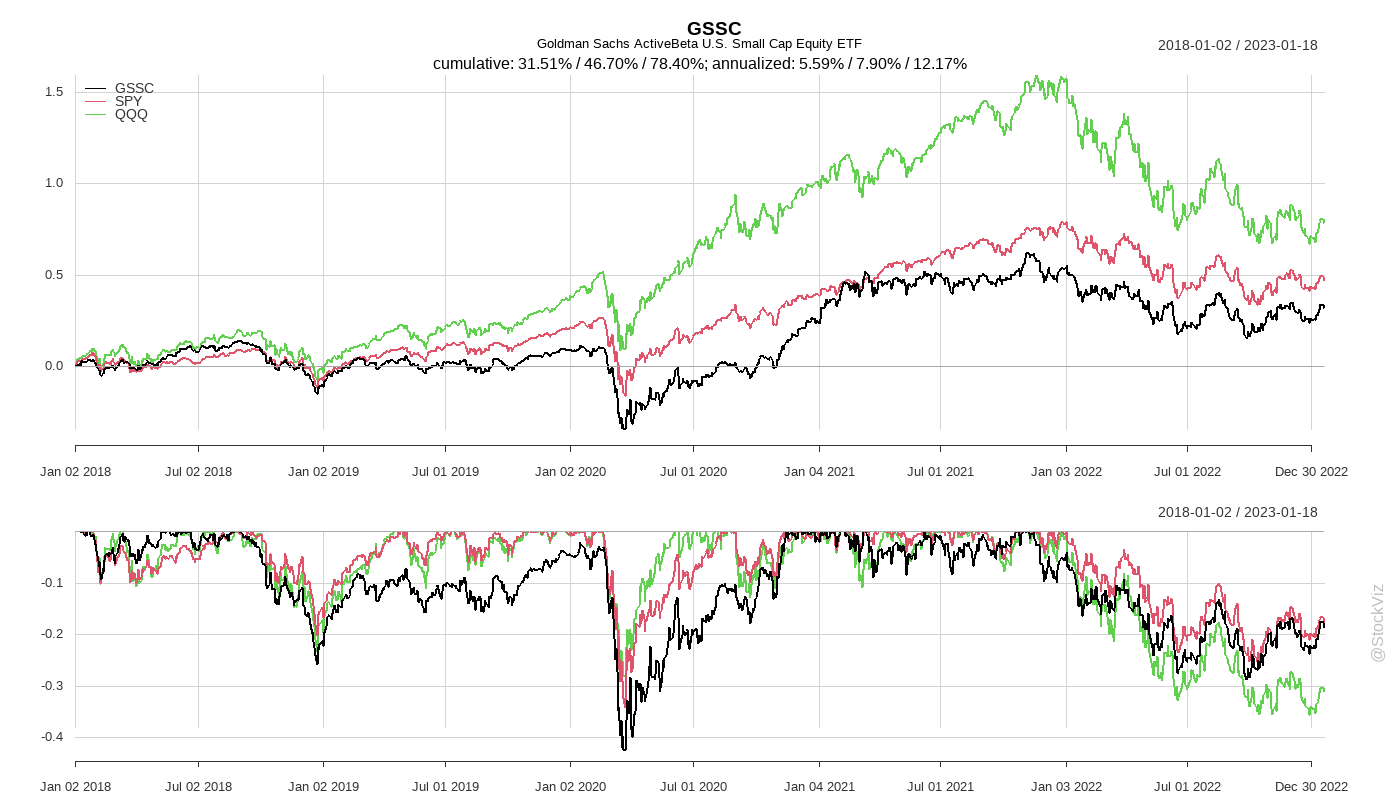 GSSC
Goldman Sachs ActiveBeta U.S. Small Cap Equity ETF
2018-01-02 / 2023-01-18
cumulative: 31.51% / 46.70% / 78.40%; annualized: 5.59% / 7.90% / 12.17%
GSSC
SPY
QQQ
1.5
1.0
0.5
0.0
Jan 02 2018 Jul 02 2018 Jan 02 2019 Jul 01 2019 Jan 02 2020 Jul 01 2020 Jan 04 2021 Jul 01 2021 Jan 03 2022 Jul 01 2022 Dec 30 2022
2018-01-02 / 2023-01-18
-0.1
-0.2
-0.3
-0.4
Jan 02 2018 Jul 02 2018 Jan 02 2019 Jul 01 2019 Jan 02 2020 Jul 01 2020 Jan 04 2021 Jul 01 2021 Jan 03 2022 Jul 01 2022 Dec 30 2022
@StockViz